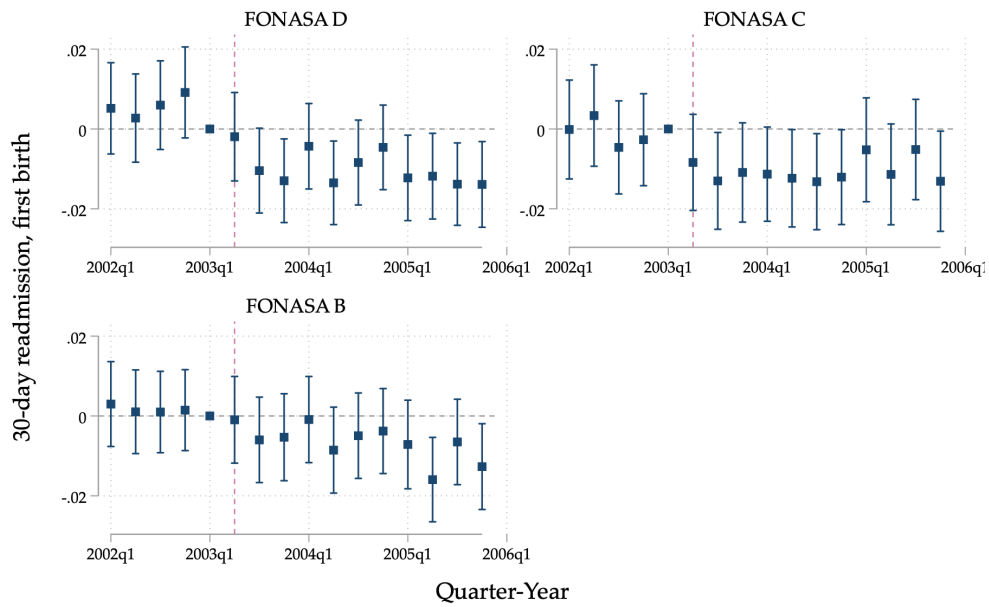 FONASA D
FONASA C
30-day readmission, first birth
.02
0
-.02
2002q1 2003q1 2004q1 2005q1 2006q1
.02
0
-.02
2002q1 2003q1 2004q1 2005q1 2006q1
FONASA B
.02
0
-.02
2002q1 2003q1 2004q1 2005q1 2006q1
Quarter-Year